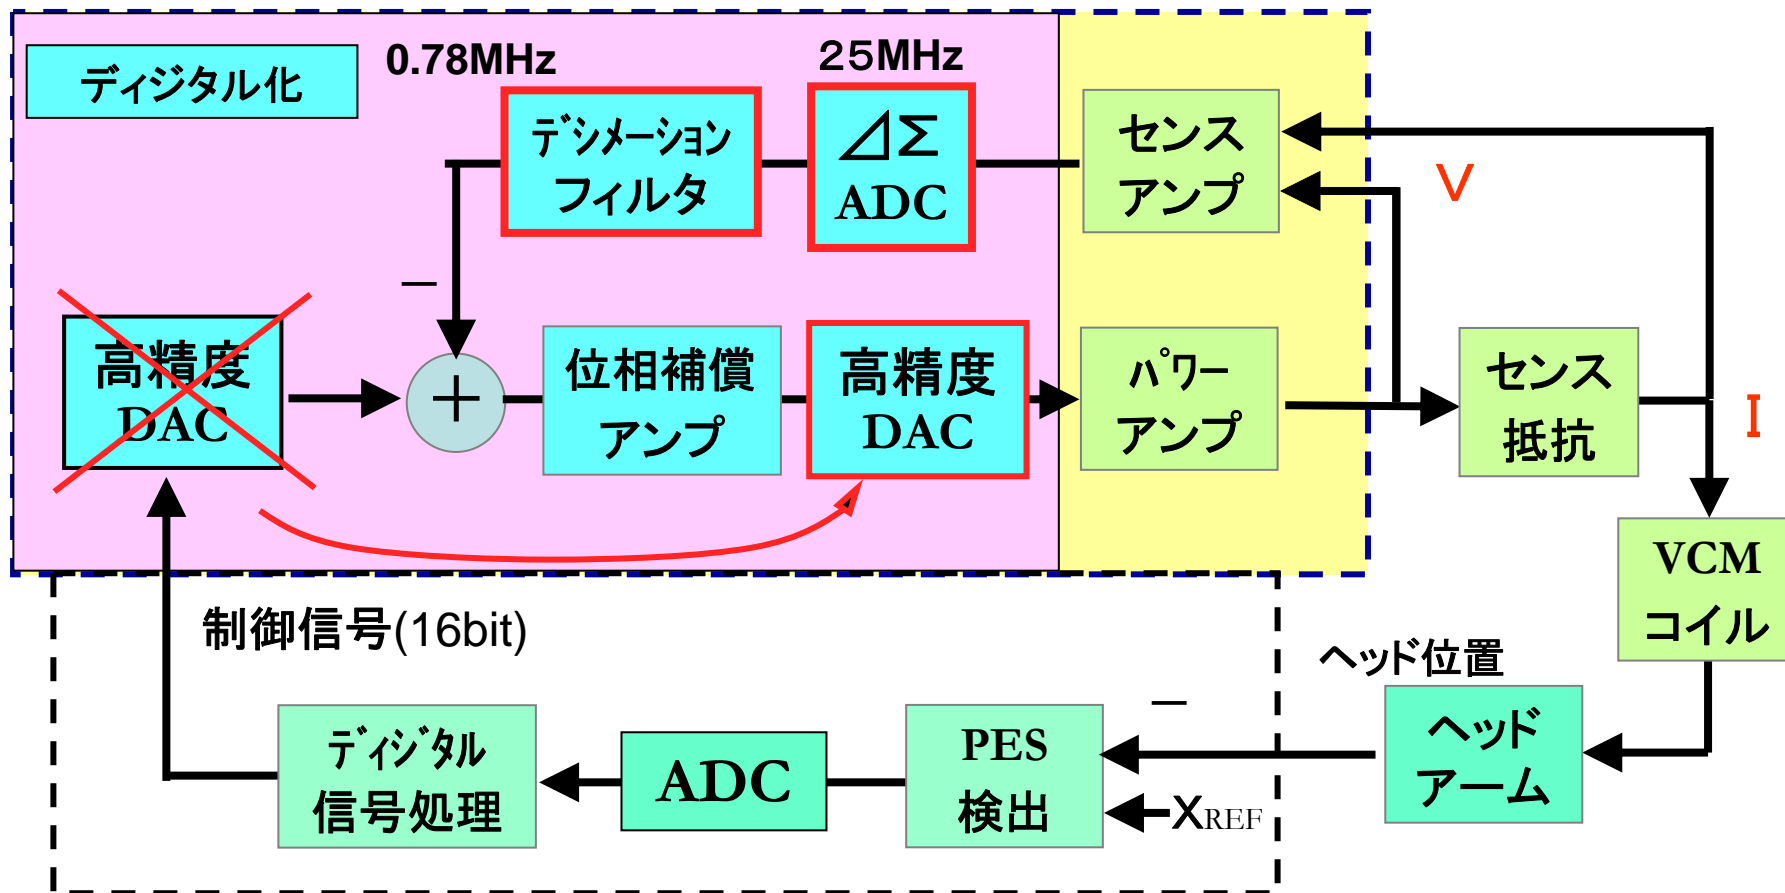 ディジタル化
0.78MHz
25MHz
デシメーション
フィルタ
⊿Σ
ADC
センス
アンプ
V
－
高精度
DAC
＋
位相補償
アンプ
高精度
DAC
パワー
アンプ
センス
抵抗
I
VCM
コイル
制御信号(16bit)
ヘッド位置
ディジタル
信号処理
ADC
PES
検出
－
XREF
ヘッド
アーム